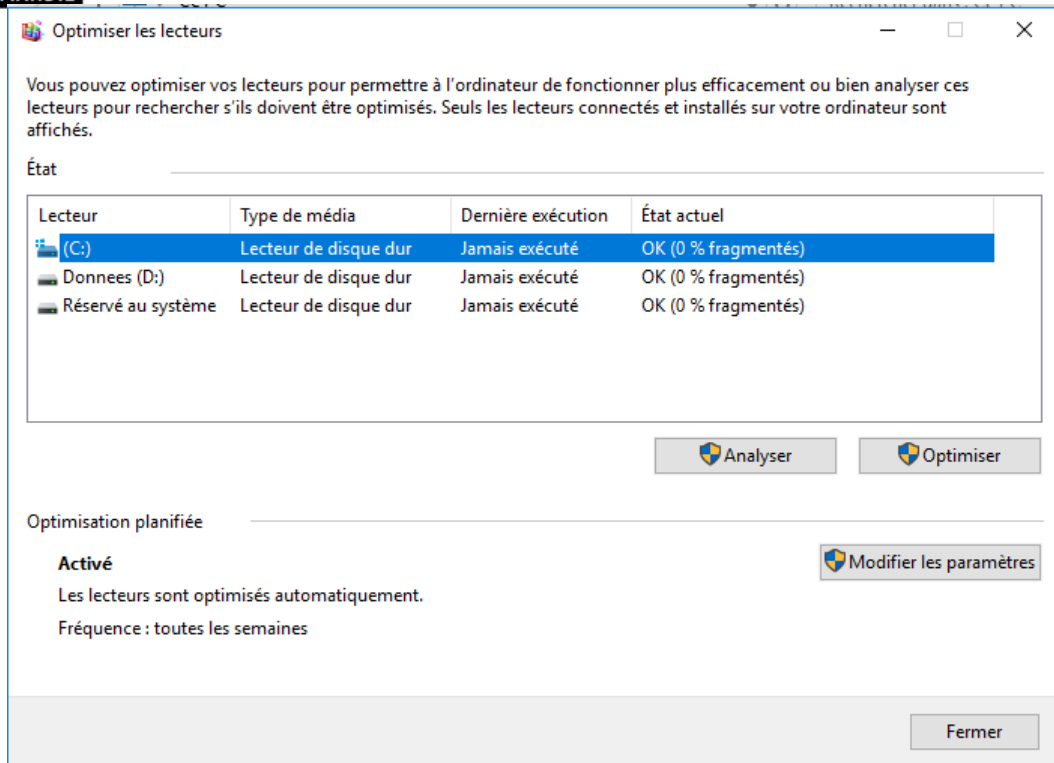 Optimiser les lecteurs
Vous pouvez optimiser vos lecteurs pour permettre à l'ordinateur de fonctionner plus efficacement ou bien analyser ces
lecteurs pour rechercher s'ils doivent être optimisés. Seuls les lecteurs connectés et installés sur votre ordinateur sont
affichés.
État
Lecteur Type de média Dernière exécution État actuel
(C:) Lecteur de disque dur Jamais exécuté OK (0 % fragmentés)
Donnees (D:) Lecteur de disque dur Jamais exécuté OK (0 % fragmentés)
Réservé au système Lecteur de disque dur Jamais exécuté OK (0 % fragmentés)
Analyser Optimiser
Optimisation planifiée
Activé
Modifier les paramètres
Les lecteurs sont optimisés automatiquement.
Fréquence : toutes les semaines
Fermer